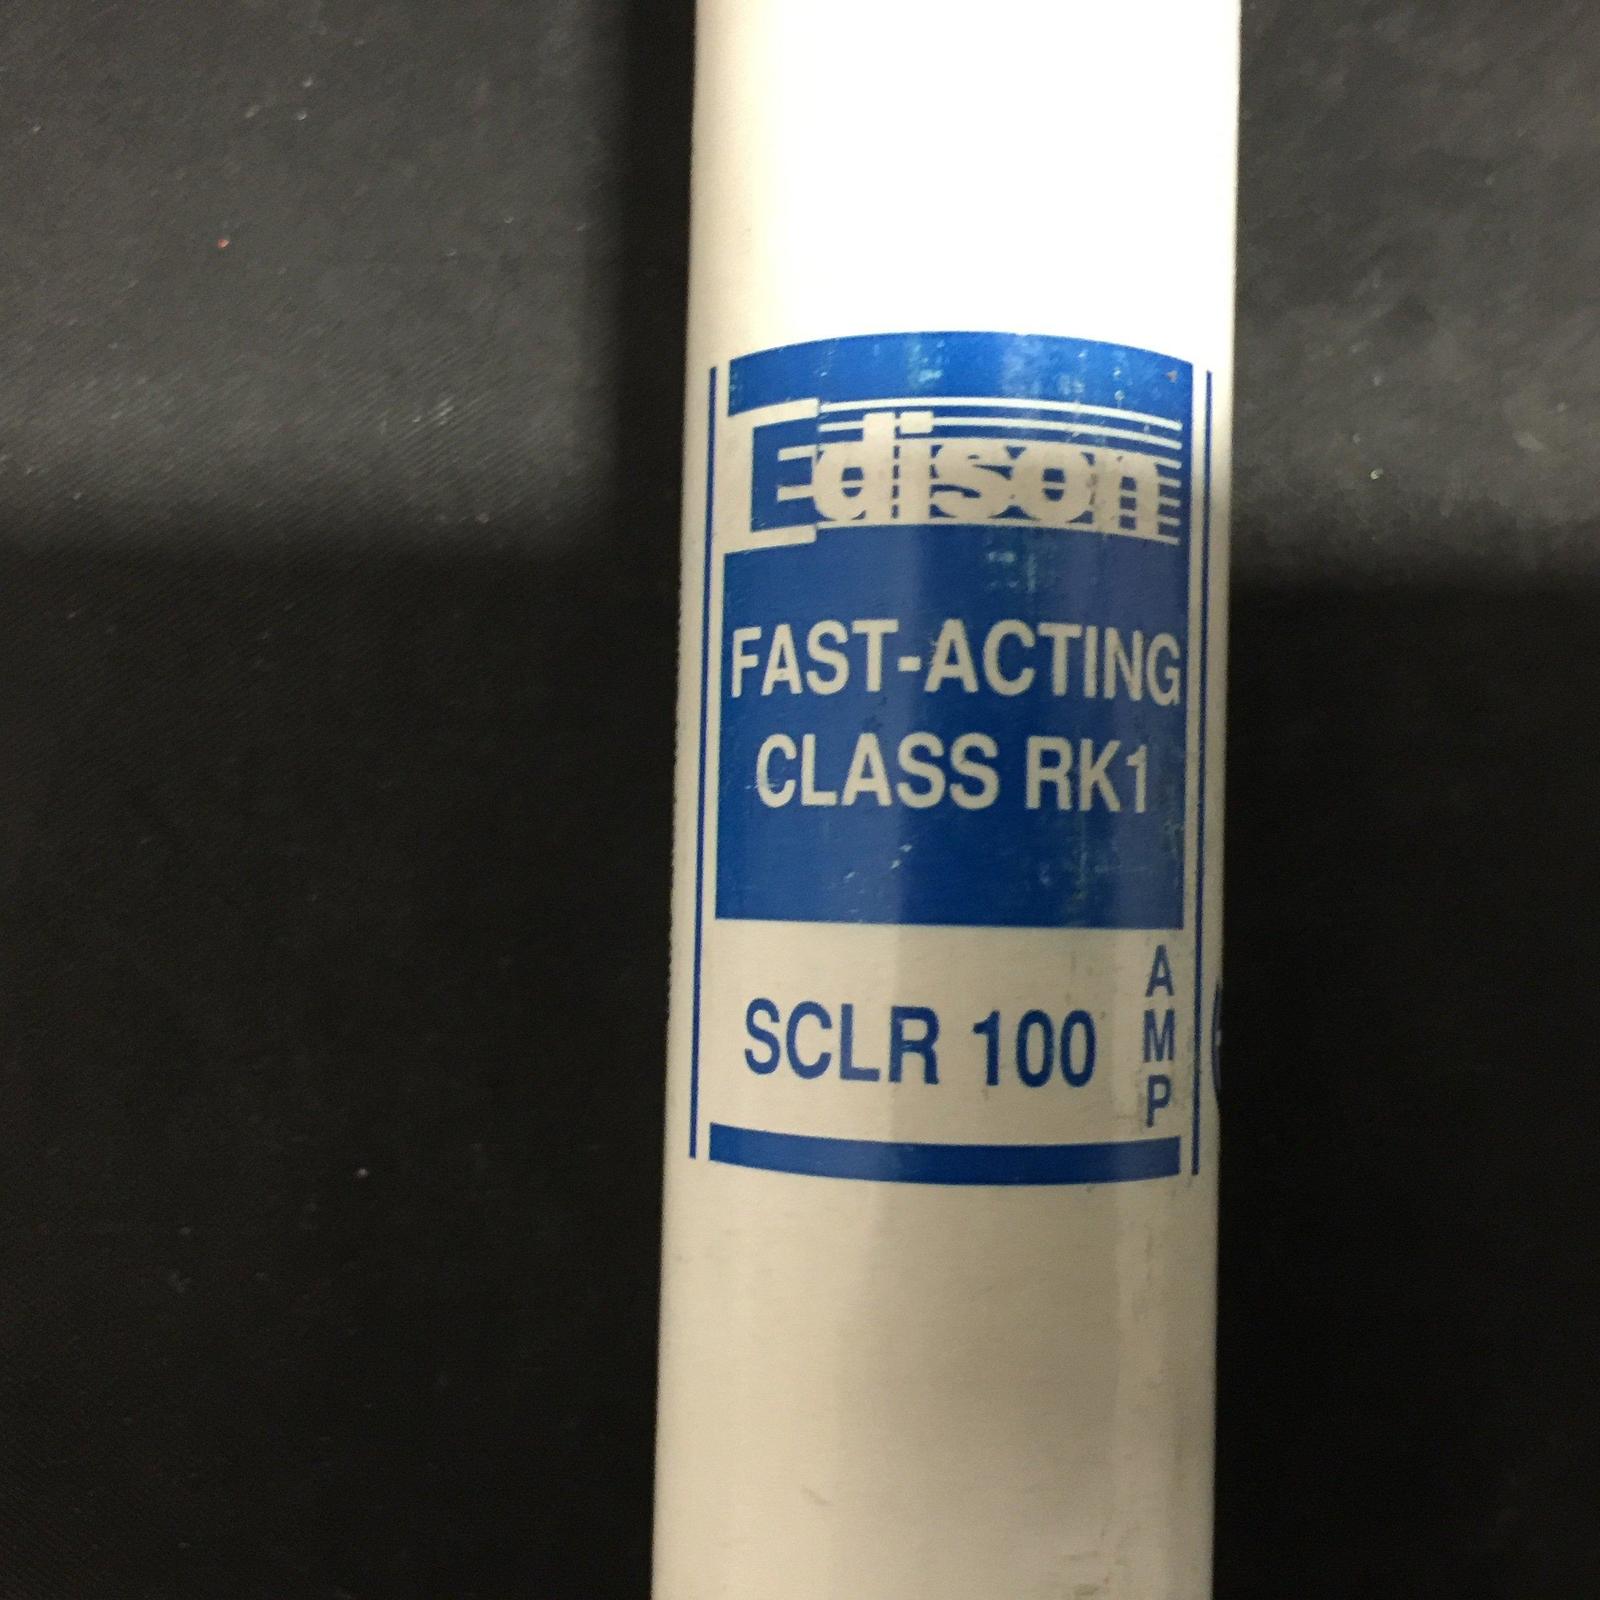 Edison
FAST-ACTING
CLASS RK1
SCLR 100 AMP